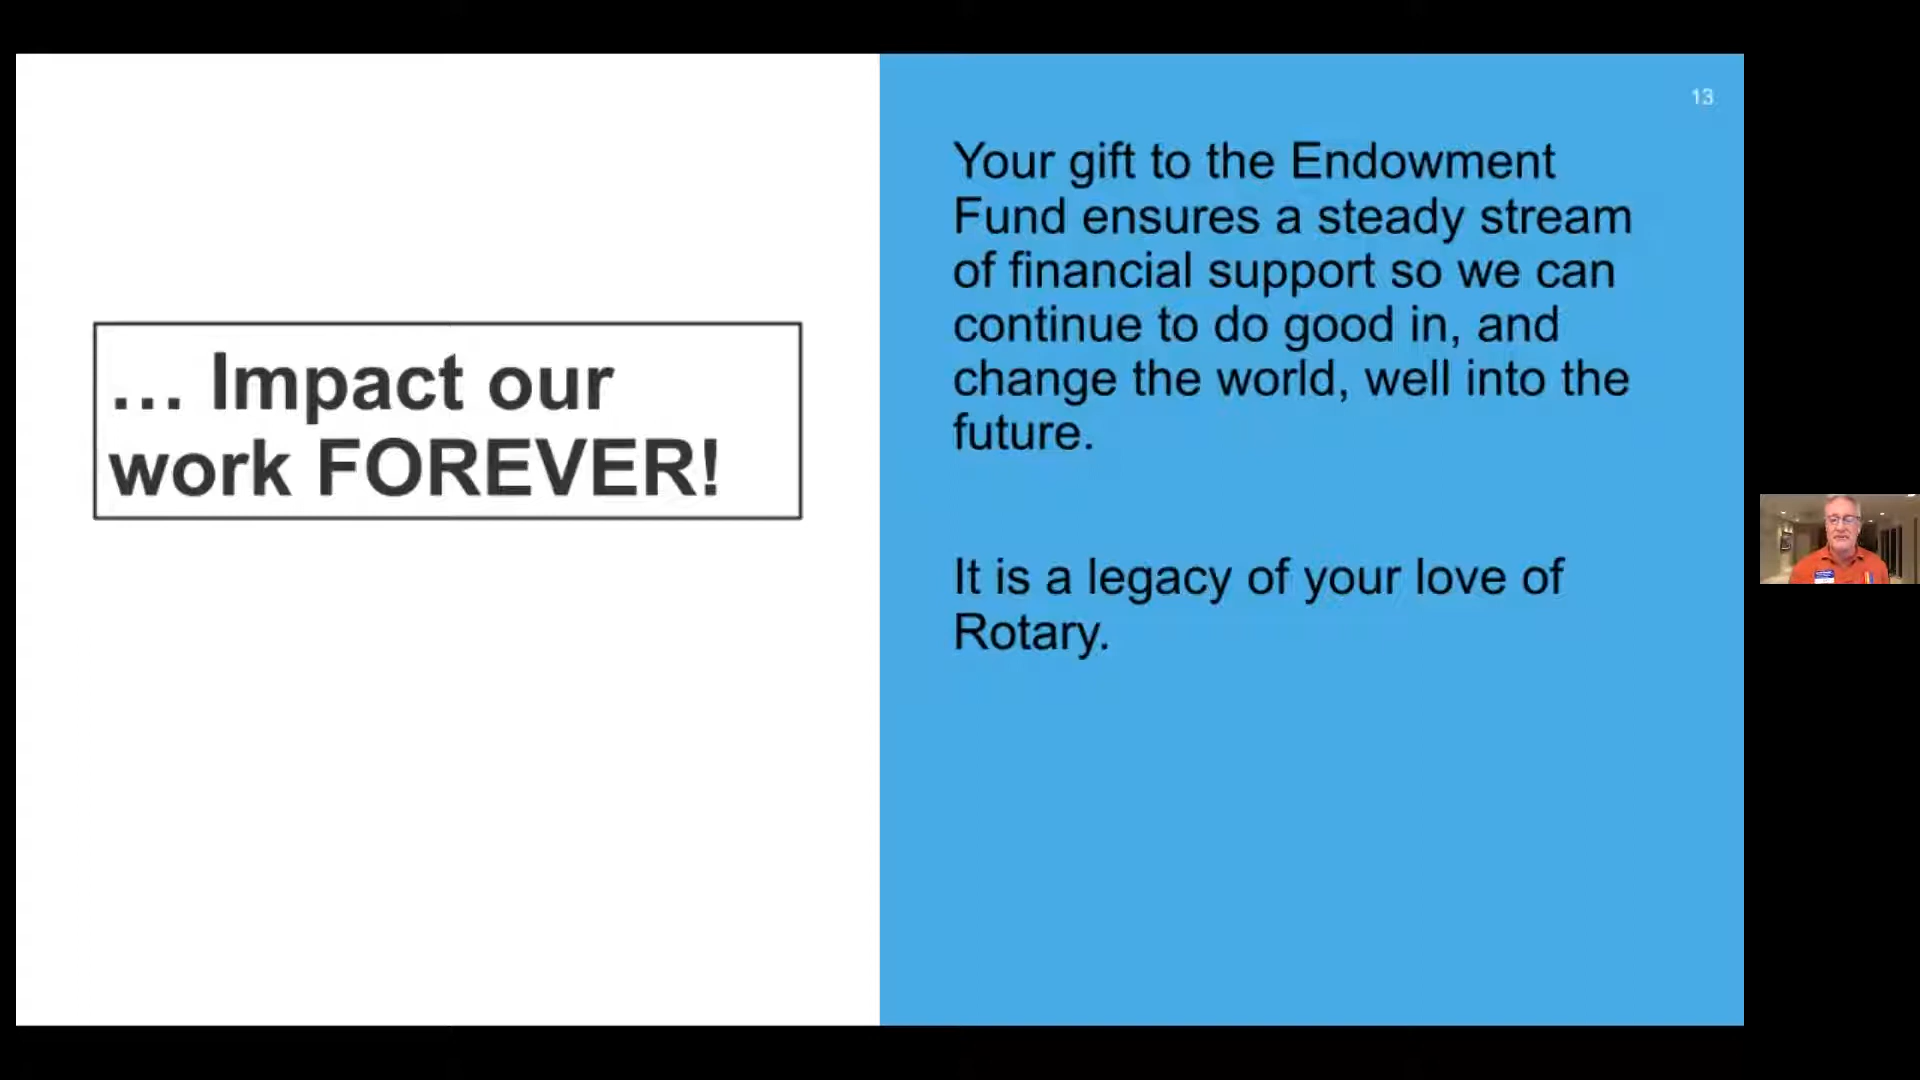 … Impact our
work FOREVER!
13
Your gift to the Endowment
Fund ensures a steady stream
of financial support so we can
continue to do good in, and
change the world, well into the
future.
It is a legacy of your love of
Rotary.